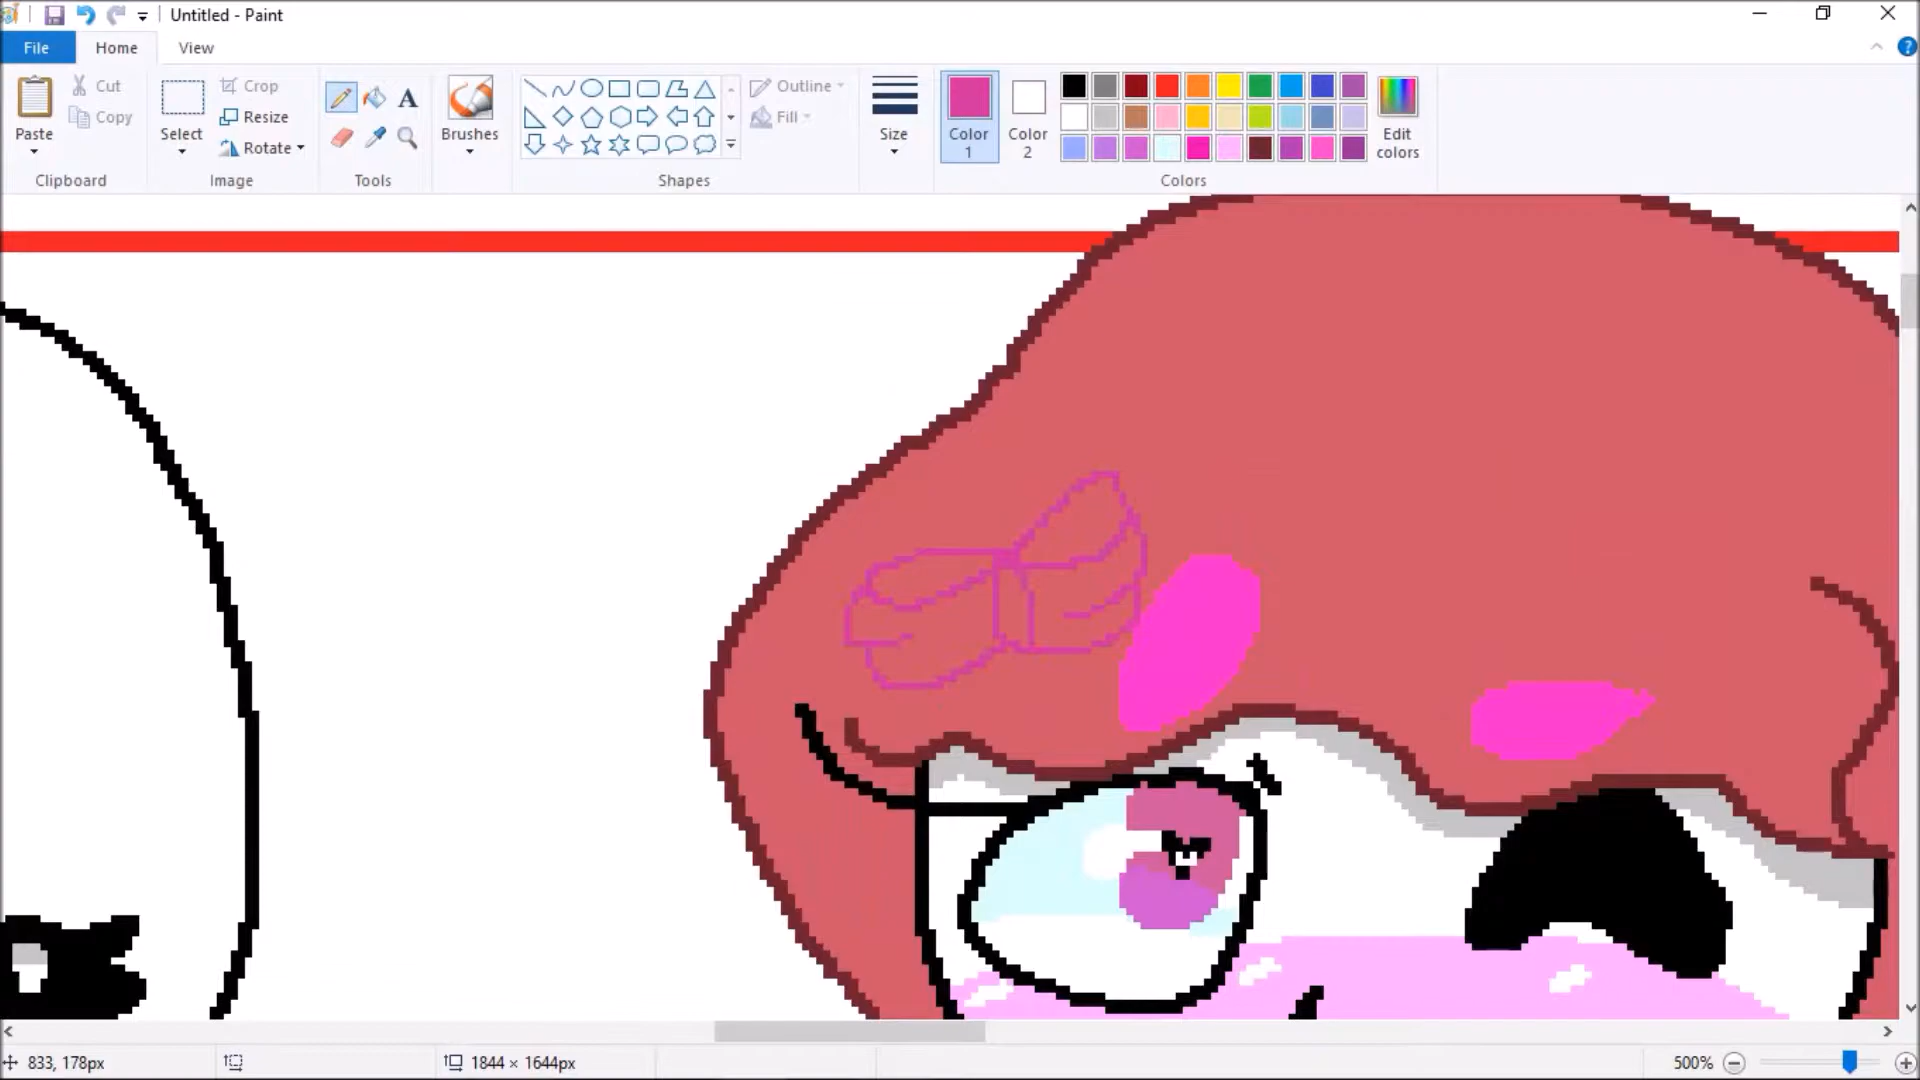 Untitled - Paint
File Home View
Paste
Cut
Copy
Clipboard
Select
Crop
Resize
Rotate
Image
A
Tools
Brushes
Shapes
Outline
Fill
Size
Color 1
Color 2
Edit colors
Colors
833, 178px
1844 × 1644px
500%